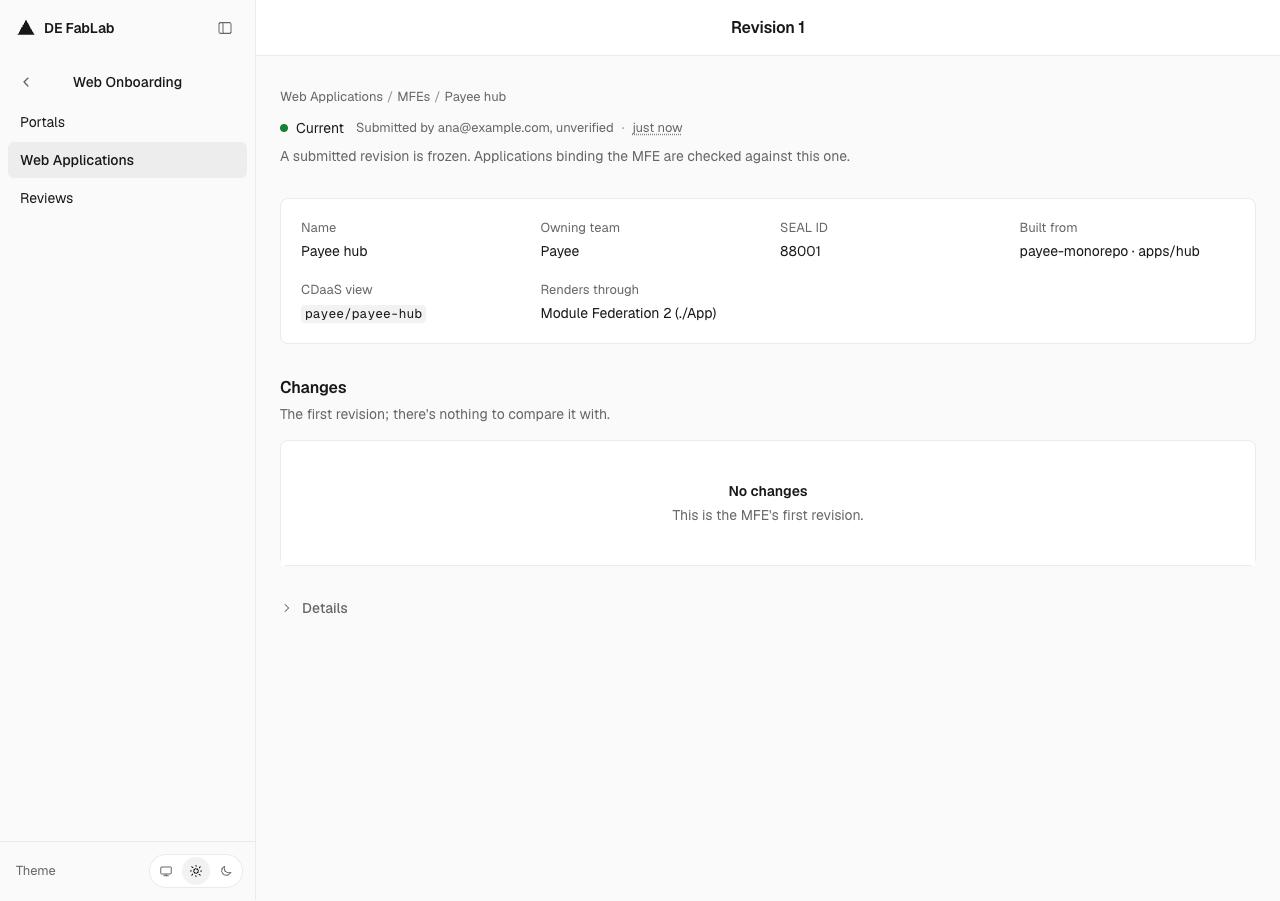 DE FabLab
Revision 1
Web Onboarding
Portals
Web Applications
Reviews
Web Applications / MFEs / Payee hub
Current Submitted by ana@example.com, unverified · just now
A submitted revision is frozen. Applications binding the MFE are checked against this one.
Name Owning team SEAL ID Built from
Payee hub Payee 88001 payee-monorepo · apps/hub
CDaaS view Renders through
payee/payee-hub Module Federation 2 (./App)
Changes
The first revision; there's nothing to compare it with.
No changes
This is the MFE's first revision.
Details
Theme